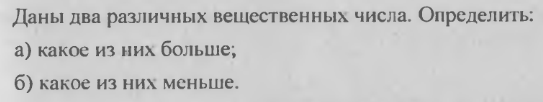 Даны два различных вещественных числа. Определить:
а) какое из них больше;
б) какое из них меньше.